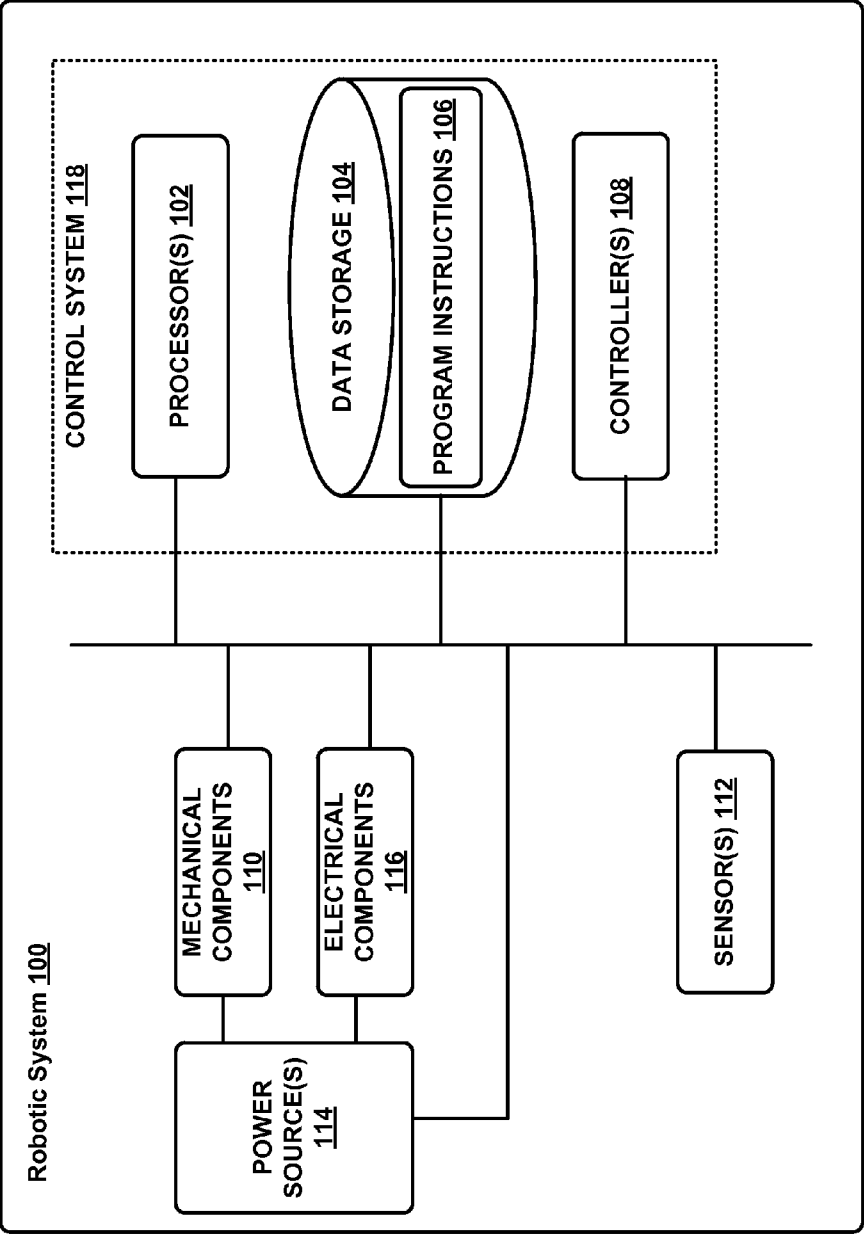 Robotic System 100
POWER
SOURCE(S)
114
MECHANICAL
COMPONENTS
110
ELECTRICAL
COMPONENTS
116
SENSOR(S) 112
CONTROL SYSTEM 118
PROCESSOR(S) 102
DATA STORAGE 104
PROGRAM INSTRUCTIONS 106
CONTROLLER(S) 108